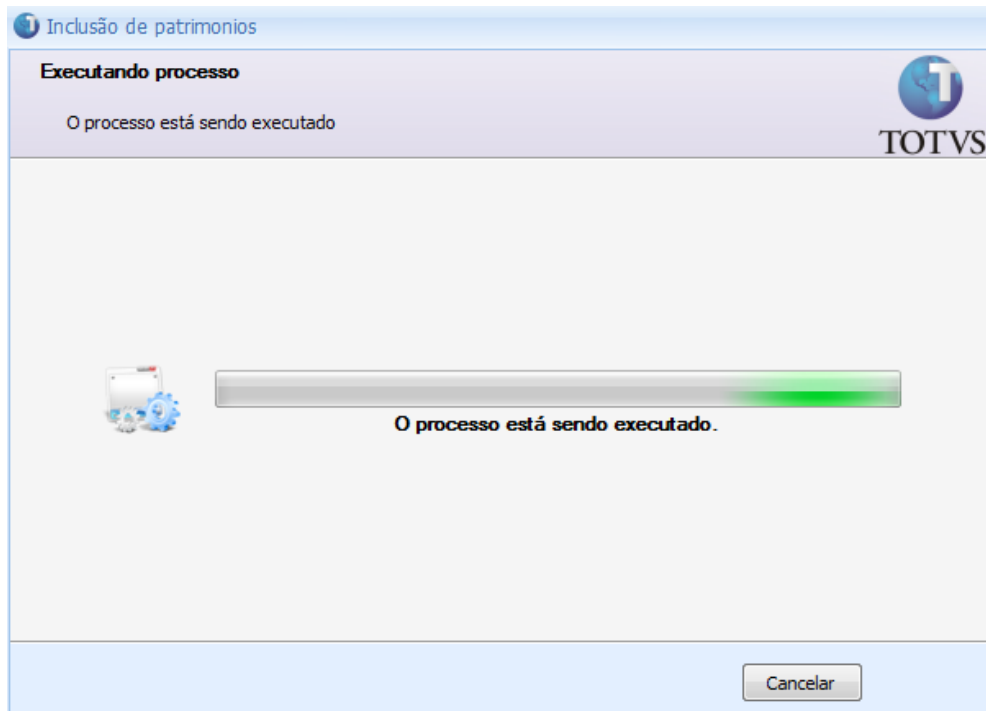 Inclusão de patrimonios
Executando processo
O processo está sendo executado
TOTVS
O processo está sendo executado.
Cancelar